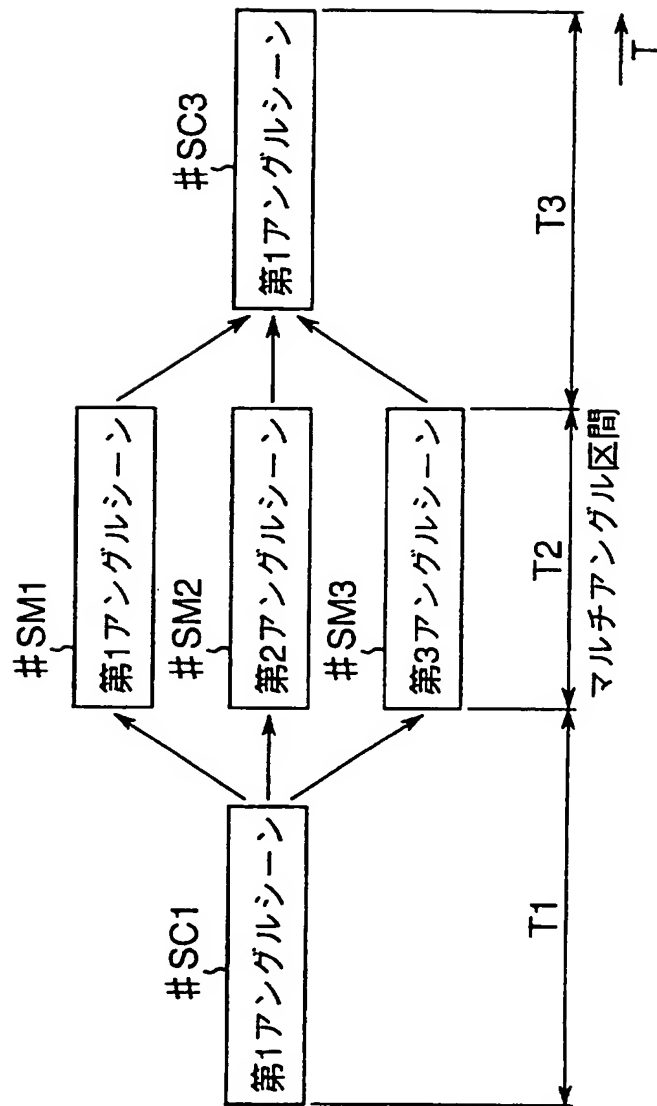 #SC1
第1アングルシーン
#SM1
第1アングルシーン
#SM2
第2アングルシーン
#SM3
第3アングルシーン
#SC3
第1アングルシーン
T1
T2
T3
マルチアングル区間
T